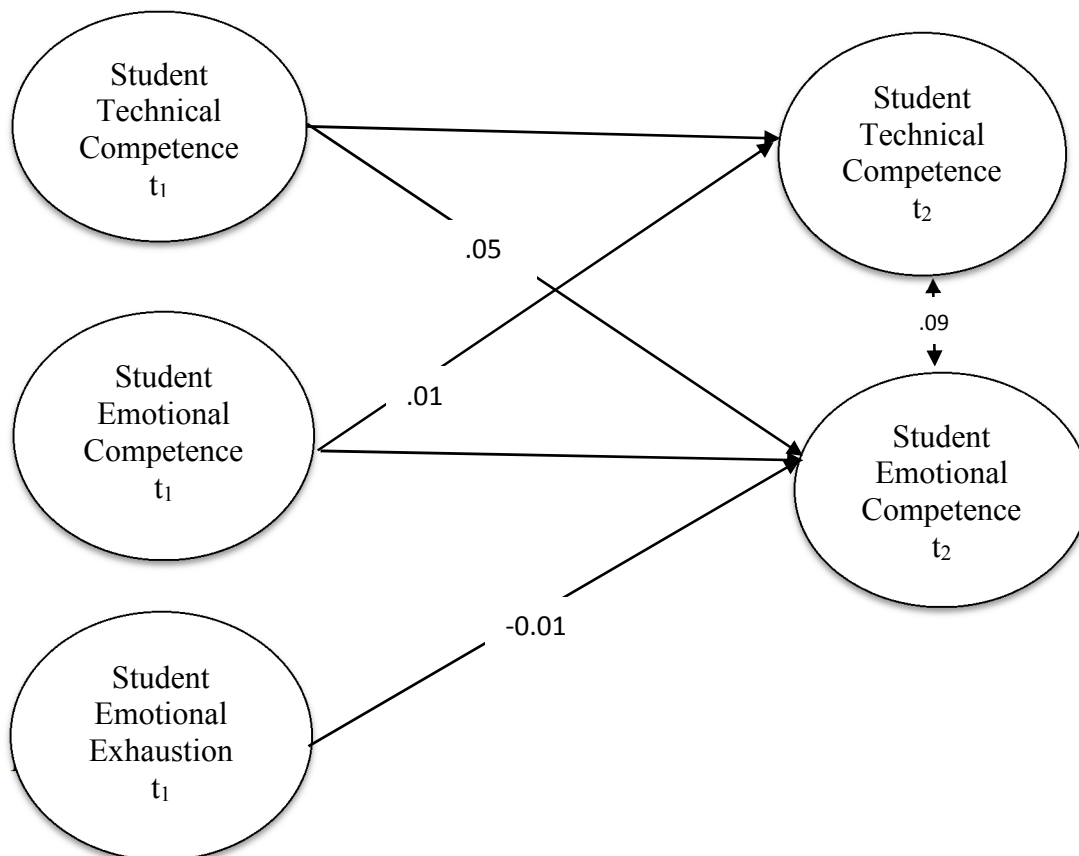 Student
Technical
Competence
t₁
Student
Technical
Competence
t₂
.05
.09
Student
Emotional
Competence
t₁
.01
Student
Emotional
Competence
t₂
-0.01
Student
Emotional
Exhaustion
t₁